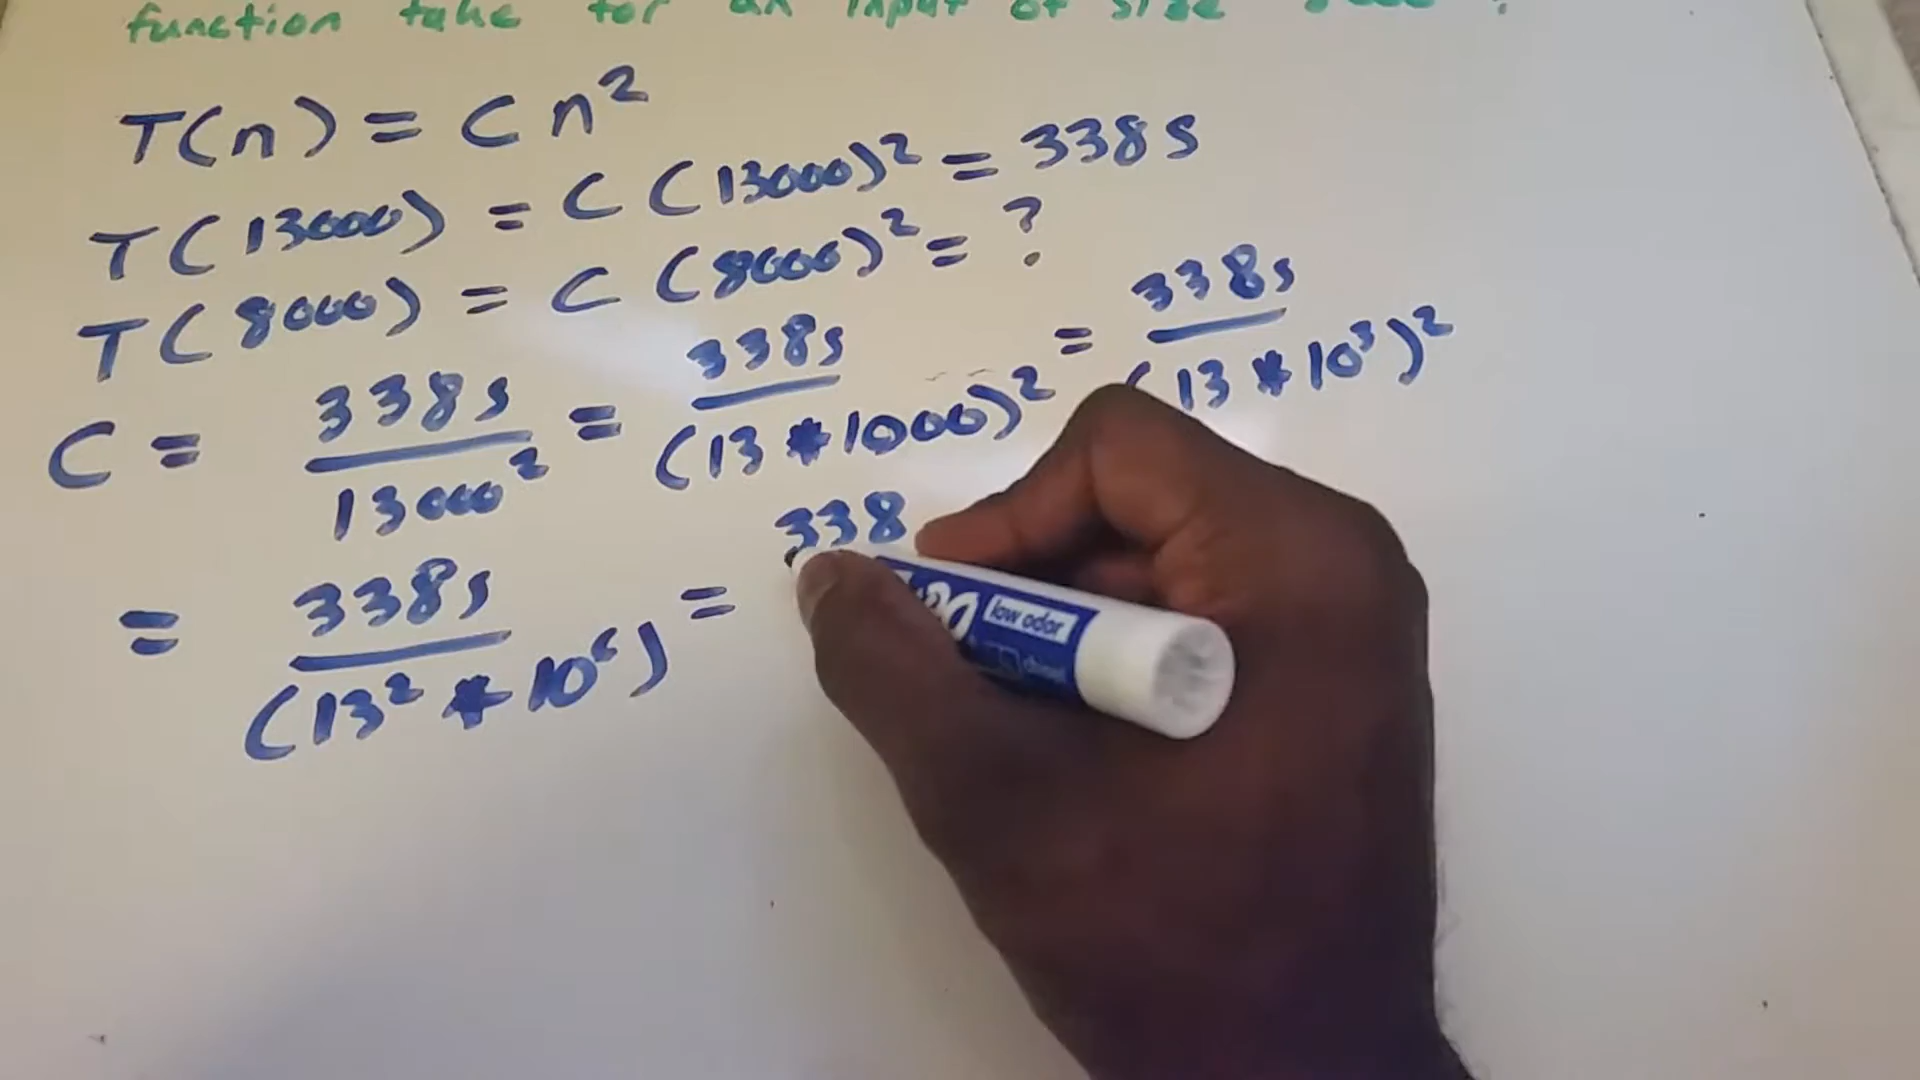 function take for an input of size ?
T(n) = C n²
T(13000) = C (13000)² = 338s
T(8000) = C (8000)² = ?
C = 338s / 13000² = 338s / (13 * 1000)² = 338s / (13 * 10³)²
= 338s / (13² * 10⁶) = 338
low odor